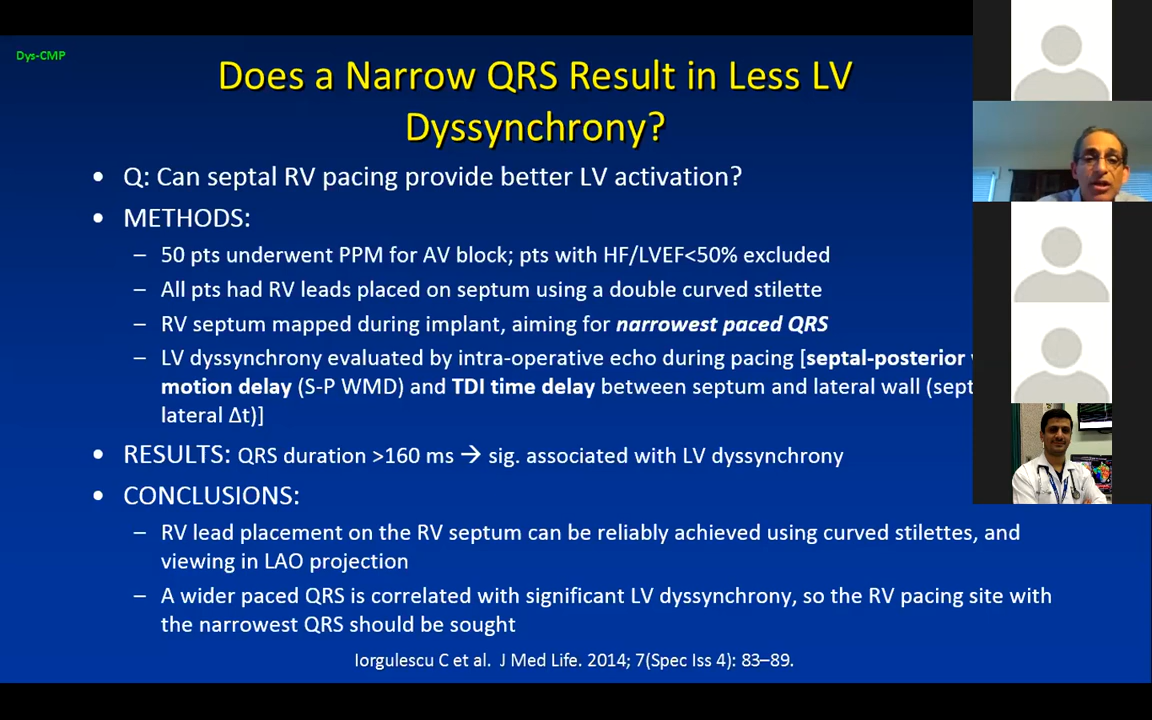 Dys-CMP
Does a Narrow QRS Result in Less LV
Dyssynchrony?
• Q: Can septal RV pacing provide better LV activation?
• METHODS:
– 50 pts underwent PPM for AV block; pts with HF/LVEF<50% excluded
– All pts had RV leads placed on septum using a double curved stilette
– RV septum mapped during implant, aiming for narrowest paced QRS
– LV dyssynchrony evaluated by intra-operative echo during pacing [septal-posterior
motion delay (S-P WMD) and TDI time delay between septum and lateral wall (sept
lateral Δt)]
• RESULTS: QRS duration >160 ms → sig. associated with LV dyssynchrony
• CONCLUSIONS:
– RV lead placement on the RV septum can be reliably achieved using curved stilettes, and
viewing in LAO projection
– A wider paced QRS is correlated with significant LV dyssynchrony, so the RV pacing site with
the narrowest QRS should be sought
Iorgulescu C et al. J Med Life. 2014; 7(Spec Iss 4): 83–89.